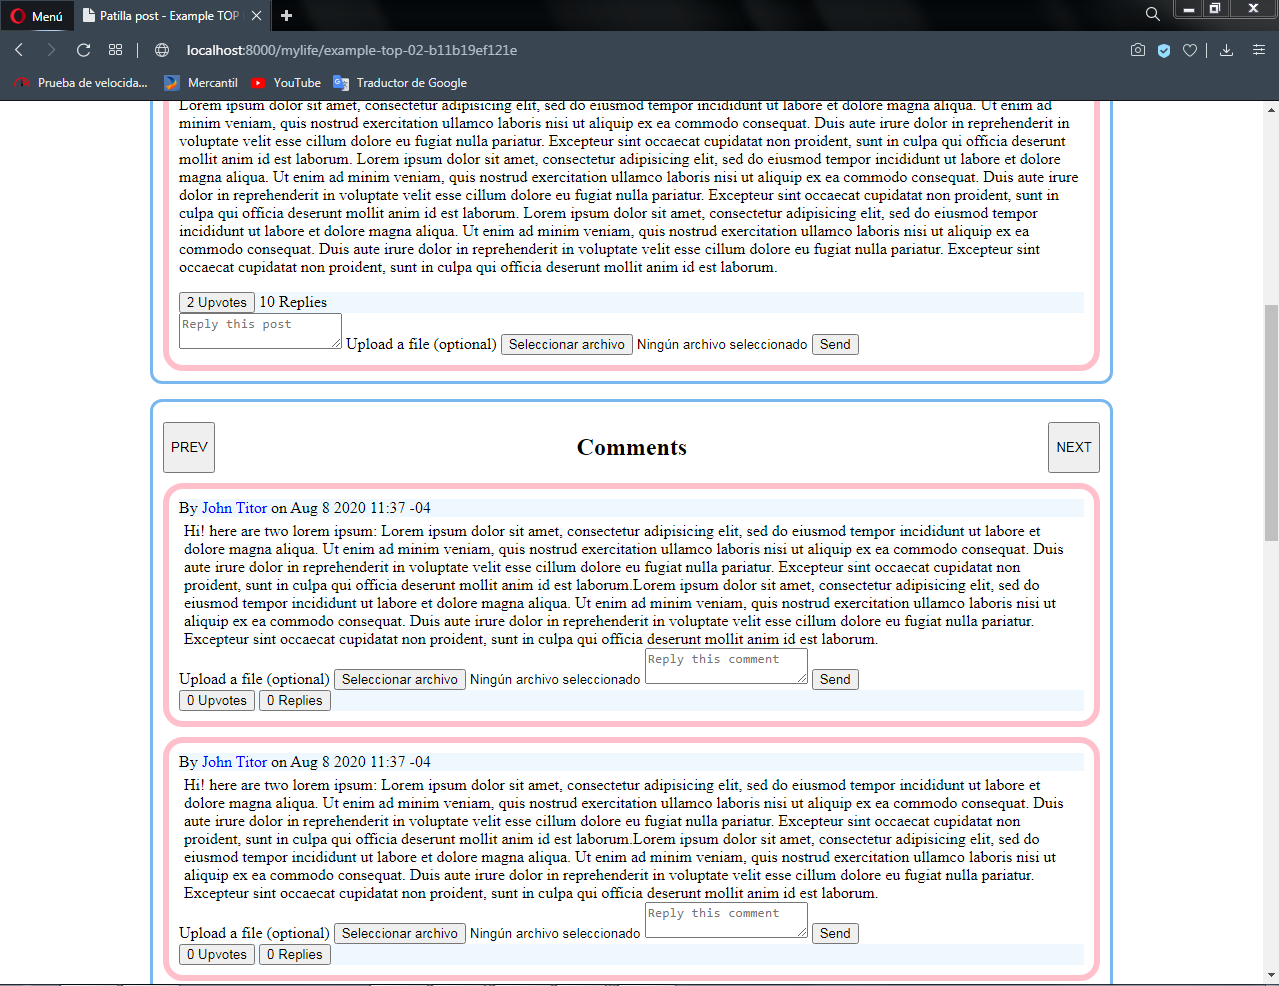 Menú
Patilla post - Example TOP
localhost:8000/mylife/example-top-02-b11b19ef121e
Prueba de velocida... Mercantil YouTube Traductor de Google
Lorem ipsum dolor sit amet, consectetur adipisicing elit, sed do eiusmod tempor incididunt ut labore et dolore magna aliqua. Ut enim ad
minim veniam, quis nostrud exercitation ullamco laboris nisi ut aliquip ex ea commodo consequat. Duis aute irure dolor in reprehenderit in
voluptate velit esse cillum dolore eu fugiat nulla pariatur. Excepteur sint occaecat cupidatat non proident, sunt in culpa qui officia deserunt
mollit anim id est laborum. Lorem ipsum dolor sit amet, consectetur adipisicing elit, sed do eiusmod tempor incididunt ut labore et dolore
magna aliqua. Ut enim ad minim veniam, quis nostrud exercitation ullamco laboris nisi ut aliquip ex ea commodo consequat. Duis aute irure
dolor in reprehenderit in voluptate velit esse cillum dolore eu fugiat nulla pariatur. Excepteur sint occaecat cupidatat non proident, sunt in
culpa qui officia deserunt mollit anim id est laborum. Lorem ipsum dolor sit amet, consectetur adipisicing elit, sed do eiusmod tempor
incididunt ut labore et dolore magna aliqua. Ut enim ad minim veniam, quis nostrud exercitation ullamco laboris nisi ut aliquip ex ea
commodo consequat. Duis aute irure dolor in reprehenderit in voluptate velit esse cillum dolore eu fugiat nulla pariatur. Excepteur sint
occaecat cupidatat non proident, sunt in culpa qui officia deserunt mollit anim id est laborum.
2 Upvotes 10 Replies
Reply this post
Upload a file (optional) Seleccionar archivo Ningún archivo seleccionado Send
PREV Comments NEXT
By John Titor on Aug 8 2020 11:37 -04
Hi! here are two lorem ipsum: Lorem ipsum dolor sit amet, consectetur adipisicing elit, sed do eiusmod tempor incididunt ut labore et
dolore magna aliqua. Ut enim ad minim veniam, quis nostrud exercitation ullamco laboris nisi ut aliquip ex ea commodo consequat. Duis
aute irure dolor in reprehenderit in voluptate velit esse cillum dolore eu fugiat nulla pariatur. Excepteur sint occaecat cupidatat non
proident, sunt in culpa qui officia deserunt mollit anim id est laborum.Lorem ipsum dolor sit amet, consectetur adipisicing elit, sed do
eiusmod tempor incididunt ut labore et dolore magna aliqua. Ut enim ad minim veniam, quis nostrud exercitation ullamco laboris nisi ut
aliquip ex ea commodo consequat. Duis aute irure dolor in reprehenderit in voluptate velit esse cillum dolore eu fugiat nulla pariatur.
Excepteur sint occaecat cupidatat non proident, sunt in culpa qui officia deserunt mollit anim id est laborum.
Reply this comment
Upload a file (optional) Seleccionar archivo Ningún archivo seleccionado Send
0 Upvotes 0 Replies
By John Titor on Aug 8 2020 11:37 -04
Hi! here are two lorem ipsum: Lorem ipsum dolor sit amet, consectetur adipisicing elit, sed do eiusmod tempor incididunt ut labore et
dolore magna aliqua. Ut enim ad minim veniam, quis nostrud exercitation ullamco laboris nisi ut aliquip ex ea commodo consequat. Duis
aute irure dolor in reprehenderit in voluptate velit esse cillum dolore eu fugiat nulla pariatur. Excepteur sint occaecat cupidatat non
proident, sunt in culpa qui officia deserunt mollit anim id est laborum.Lorem ipsum dolor sit amet, consectetur adipisicing elit, sed do
eiusmod tempor incididunt ut labore et dolore magna aliqua. Ut enim ad minim veniam, quis nostrud exercitation ullamco laboris nisi ut
aliquip ex ea commodo consequat. Duis aute irure dolor in reprehenderit in voluptate velit esse cillum dolore eu fugiat nulla pariatur.
Excepteur sint occaecat cupidatat non proident, sunt in culpa qui officia deserunt mollit anim id est laborum.
Reply this comment
Upload a file (optional) Seleccionar archivo Ningún archivo seleccionado Send
0 Upvotes 0 Replies